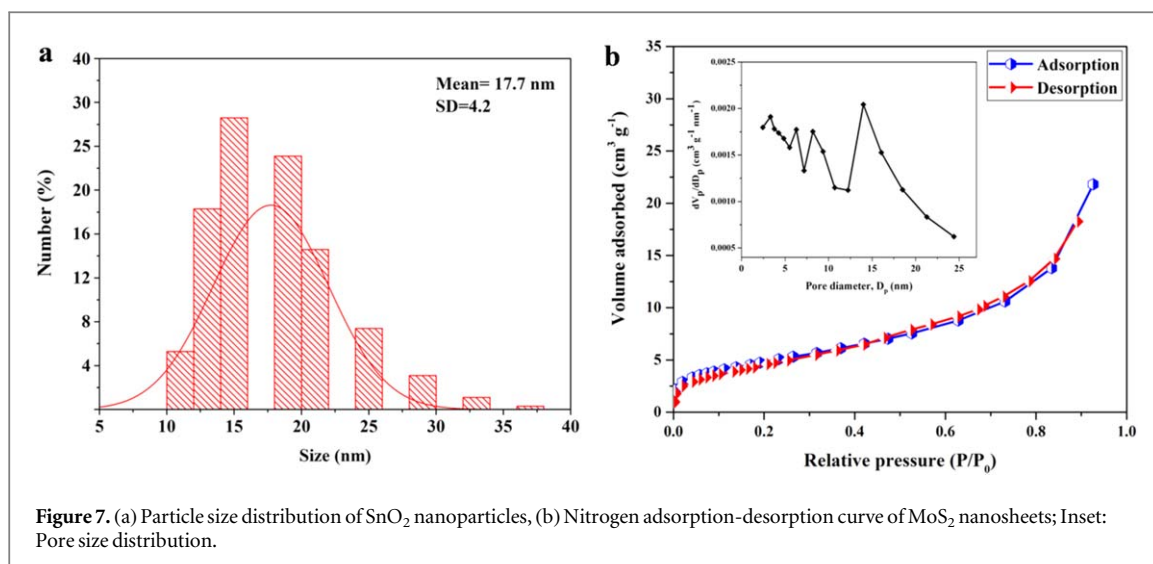 a
Mean= 17.7 nm
SD=4.2
Number (%)
40
34
28
22
20
16
10
4
5
10
15
20
25
30
35
40
Size (nm)
b
Adsorption
Desorption
Volume adsorbed (cm³ g⁻¹)
35
30
25
20
15
10
5
0
0.0
0.2
0.4
0.6
0.8
1.0
Relative pressure (P/P₀)
dVₚ/dDₚ (cm³ g⁻¹ nm⁻¹)
0,0025
0,0020
0,0015
0,0010
0,0005
0
5
10
15
20
25
Pore diameter, Dₚ (nm)
Figure 7. (a) Particle size distribution of SnO₂ nanoparticles, (b) Nitrogen adsorption-desorption curve of MoS₂ nanosheets; Inset:
Pore size distribution.